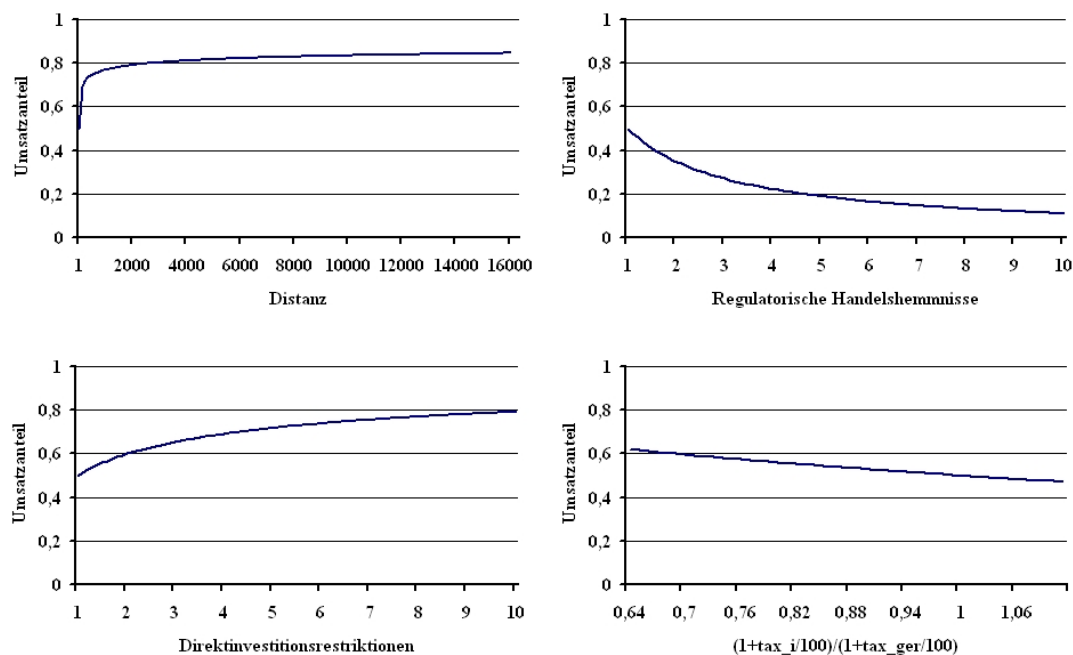 1
0,8
0,6
0,4
0,2
0
Umsatzanteil
1 2000 4000 6000 8000 10000 12000 14000 16000
Distanz
1
0,8
0,6
0,4
0,2
0
Umsatzanteil
1 2 3 4 5 6 7 8 9 10
Regulatorische Handelshemmnisse
1
0,8
0,6
0,4
0,2
0
Umsatzanteil
1 2 3 4 5 6 7 8 9 10
Direktinvestitionsrestriktionen
1
0,8
0,6
0,4
0,2
0
Umsatzanteil
0,64 0,7 0,76 0,82 0,88 0,94 1 1,06
(1+tax_i/100)/(1+tax_ger/100)